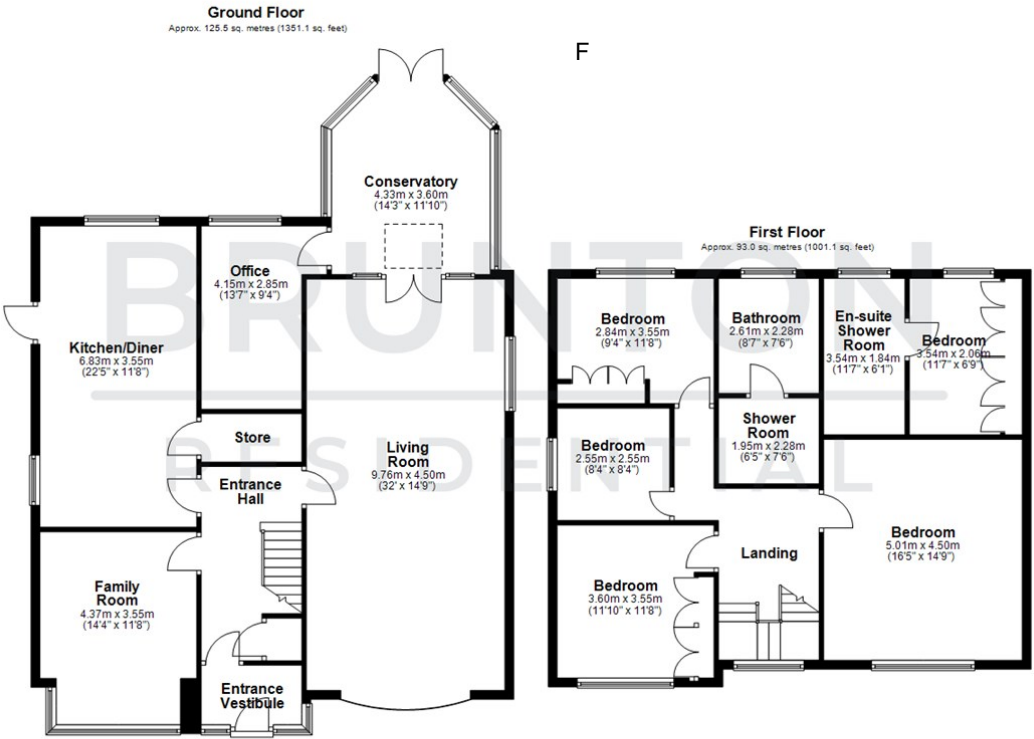 Ground Floor
Approx. 125.5 sq. metres (1351.1 sq. feet)
F
Conservatory
4.33m x 3.60m
(14'3" x 11'10")
Office
4.15m x 2.85m
(13'7" x 9'4")
Kitchen/Diner
6.83m x 3.55m
(22'5" x 11'8")
Store
Living
Room
9.76m x 4.50m
(32' x 14'9")
Entrance
Hall
Family
Room
4.37m x 3.55m
(14'4" x 11'8")
Entrance
Vestibule
First Floor
Approx. 93.0 sq. metres (1001.1 sq. feet)
Bedroom
2.84m x 3.55m
(9'4" x 11'8")
Bathroom
2.61m x 2.28m
(8'7" x 7'6")
En-suite
Shower
Room
3.54m x 1.84m
(11'7" x 6'1")
Bedroom
3.54m x 2.06m
(11'7" x 6'9")
Bedroom
2.55m x 2.55m
(8'4" x 8'4")
Shower
Room
1.95m x 2.28m
(6'5" x 7'6")
Bedroom
5.01m x 4.50m
(16'5" x 14'9")
Landing
Bedroom
3.60m x 3.55m
(11'10" x 11'8")
BRUNTON
RESIDENTIAL